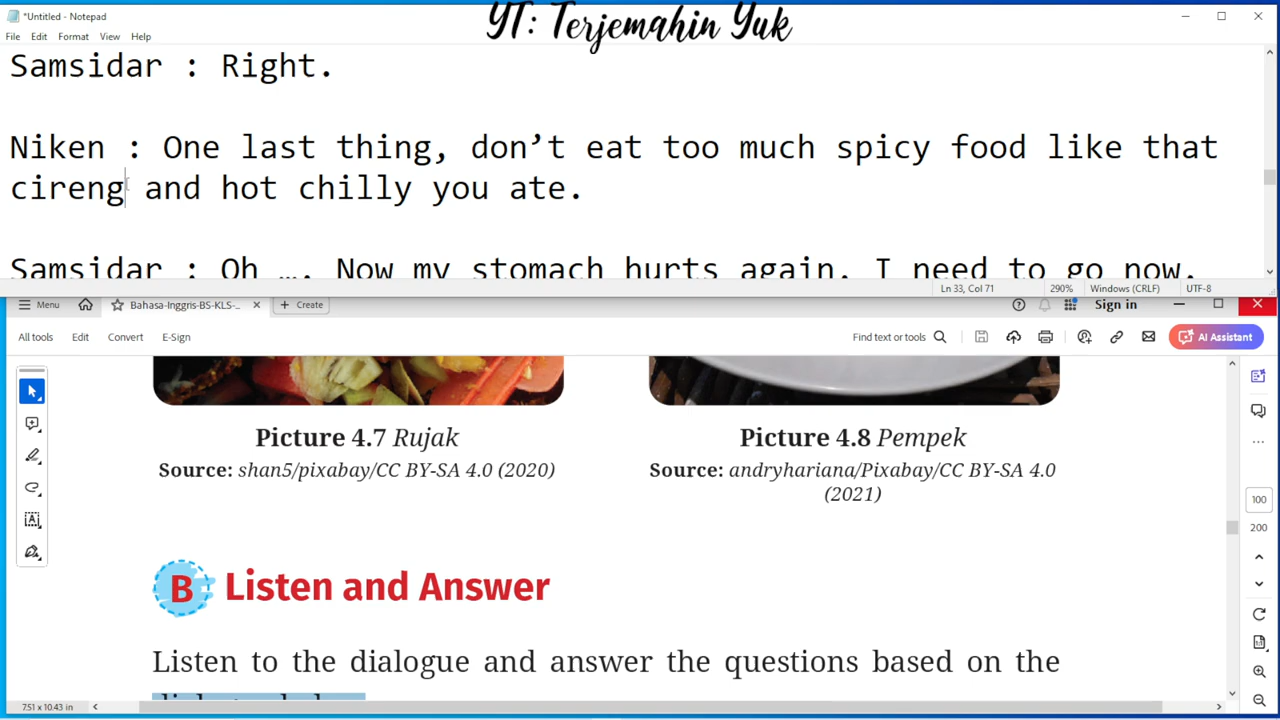 *Untitled - Notepad
YT: Terjemahin Yuk
File Edit Format View Help
Samsidar : Right.
Niken : One last thing, don’t eat too much spicy food like that
cireng and hot chilly you ate.
Samsidar : Oh …. Now my stomach hurts again. I need to go now.
Ln 33, Col 71 290% Windows (CRLF) UTF-8
Menu Bahasa-Inggris-BS-KLS-... Create Sign in
All tools Edit Convert E-Sign Find text or tools AI Assistant
Picture 4.7 Rujak
Source: shan5/pixabay/CC BY-SA 4.0 (2020)
Picture 4.8 Pempek
Source: andryhariana/Pixabay/CC BY-SA 4.0
(2021)
100
200
B Listen and Answer
Listen to the dialogue and answer the questions based on the
7.51 x 10.43 in